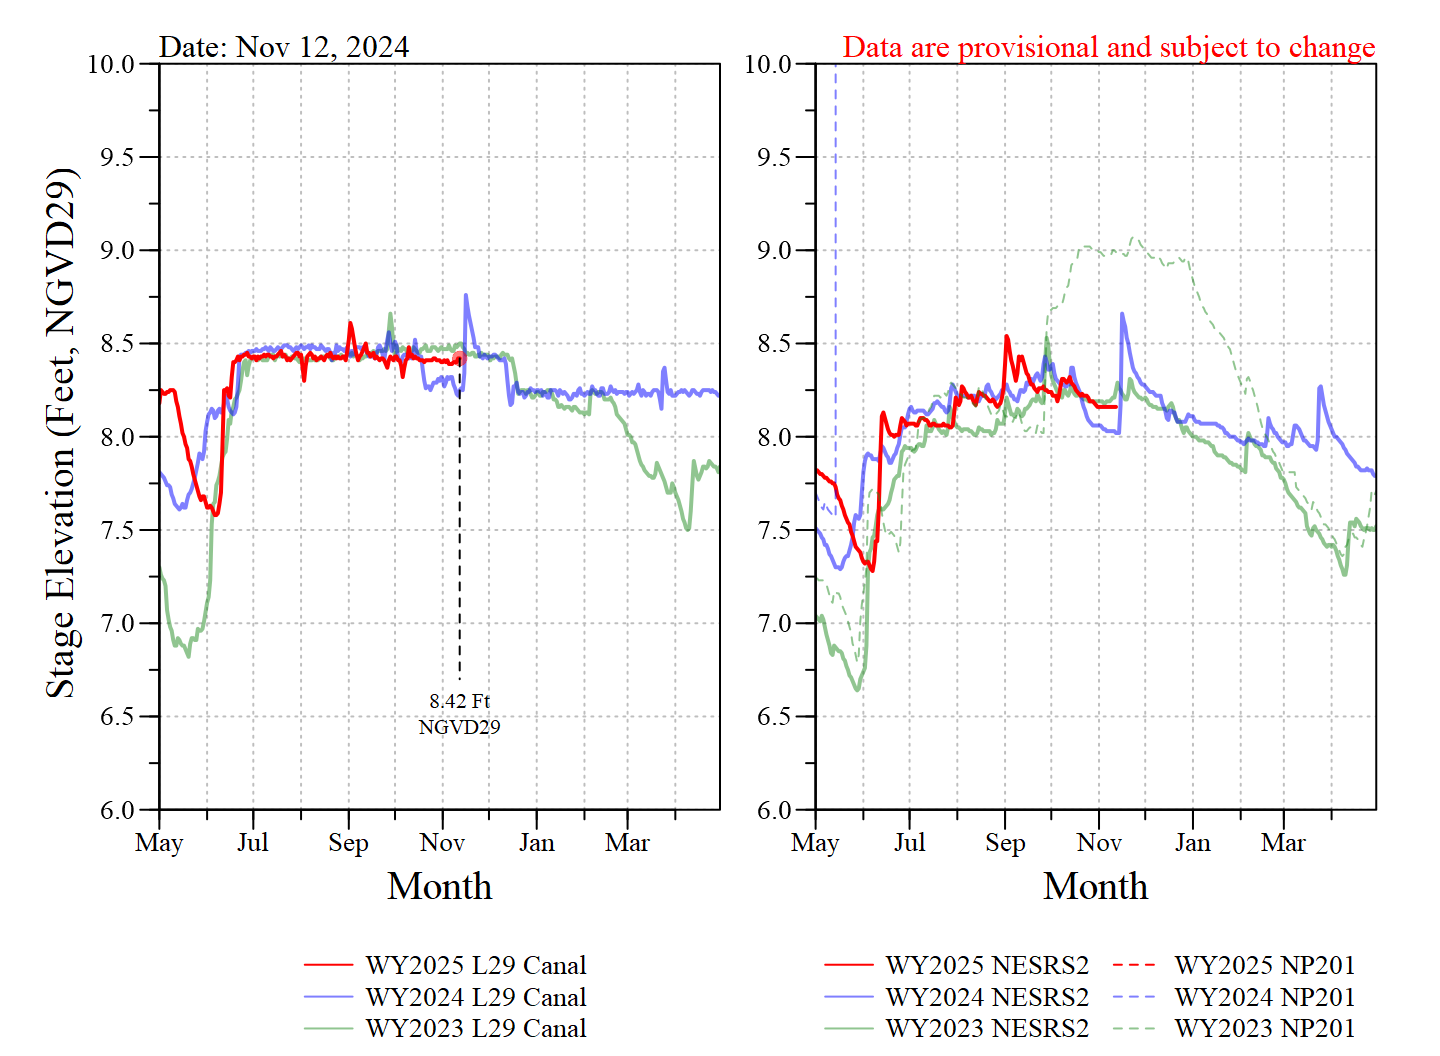 Date: Nov 12, 2024
Data are provisional and subject to change
Stage Elevation (Feet, NGVD29)
10.0
9.5
9.0
8.5
8.0
7.5
7.0
6.5
6.0
8.42 Ft
NGVD29
May Jul Sep Nov Jan Mar
Month
10.0
9.5
9.0
8.5
8.0
7.5
7.0
6.5
6.0
May Jul Sep Nov Jan Mar
Month
WY2025 L29 Canal
WY2024 L29 Canal
WY2023 L29 Canal
WY2025 NESRS2 WY2025 NP201
WY2024 NESRS2 WY2024 NP201
WY2023 NESRS2 WY2023 NP201